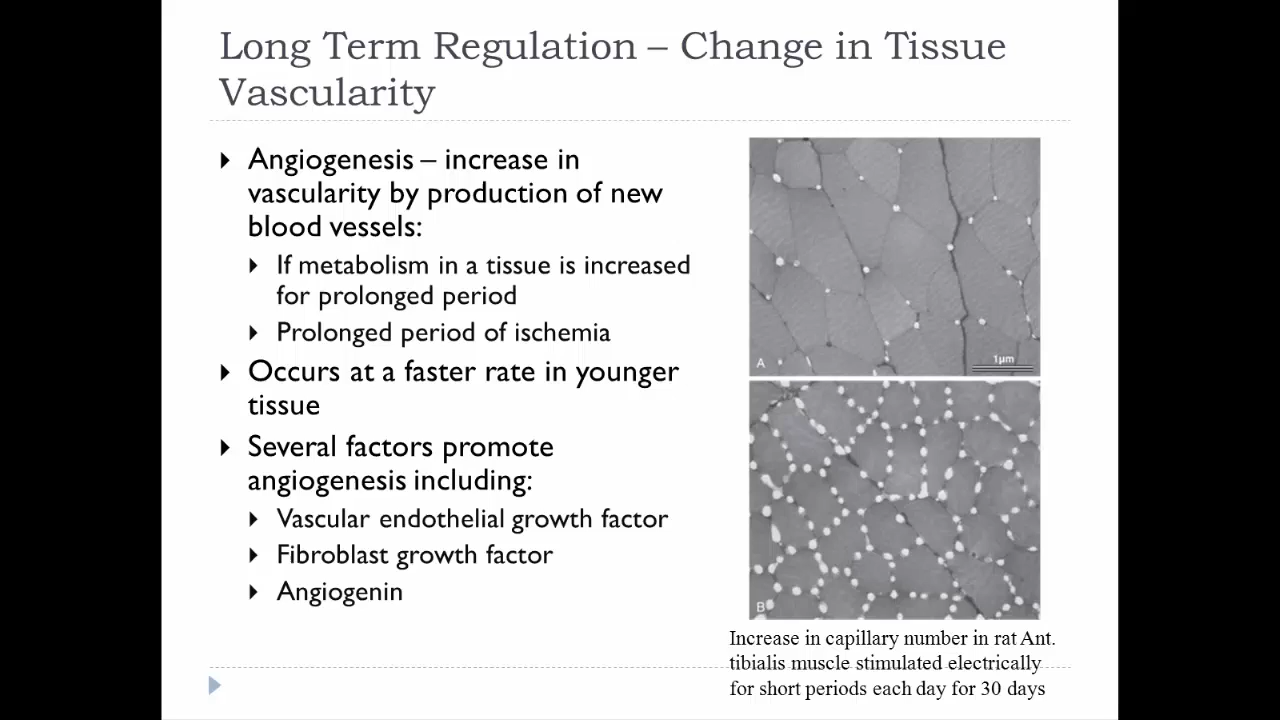 Long Term Regulation – Change in Tissue
Vascularity
Angiogenesis – increase in
vascularity by production of new
blood vessels:
If metabolism in a tissue is increased
for prolonged period
Prolonged period of ischemia
Occurs at a faster rate in younger
tissue
Several factors promote
angiogenesis including:
Vascular endothelial growth factor
Fibroblast growth factor
Angiogenin
A
1µm
B
Increase in capillary number in rat Ant.
tibialis muscle stimulated electrically
for short periods each day for 30 days